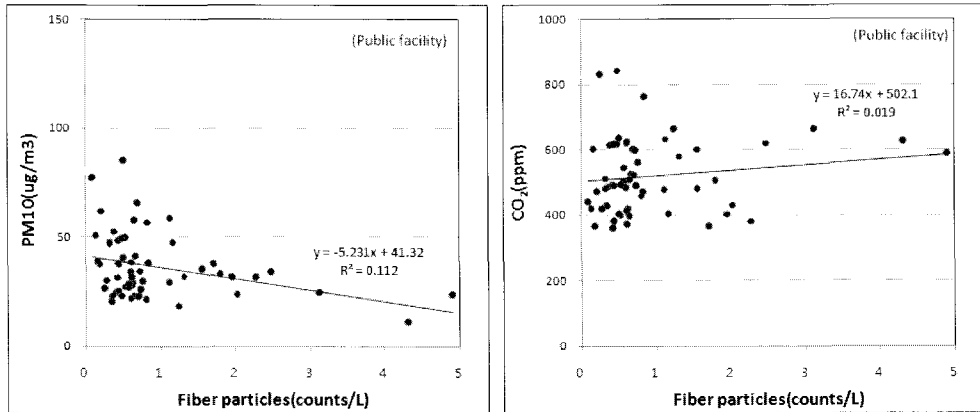 150
(Public facility)
100
PM10(ug/m3)
50
y = -5.231x + 41.32
R² = 0.112
0
0 1 2 3 4 5
Fiber particles(counts/L)
1000
(Public facility)
800
y = 16.74x + 502.1
R² = 0.019
600
CO₂(ppm)
400
200
0
0 1 2 3 4 5
Fiber particles(counts/L)